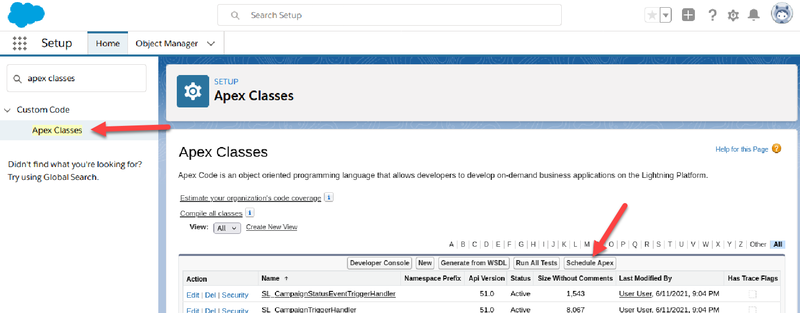 Search Setup
Setup Home Object Manager
apex classes
Custom Code
Apex Classes
Didn't find what you're looking for?
Try using Global Search.
SETUP
Apex Classes
Apex Classes
Help for this Page ?
Apex Code is an object oriented programming language that allows developers to develop on-demand business applications on the Lightning Platform.
Estimate your organization's code coverage i
Compile all classes i
View: All Create New View
A | B | C | D | E | F | G | H | I | J | K | L | M | N | O | P | Q | R | S | T | U | V | W | X | Y | Z | Other | All
Developer Console New Generate from WSDL Run All Tests Schedule Apex
Action Name ↑ Namespace Prefix Api Version Status Size Without Comments Last Modified By Has Trace Flags
Edit | Del | Security SL_CampaignStatusEventTriggerHandler 51.0 Active 1,543 User User, 6/11/2021, 9:04 PM
Edit | Del | Security SL_CampaignTriggerHandler 51.0 Active 8,067 User User, 6/11/2021, 9:04 PM